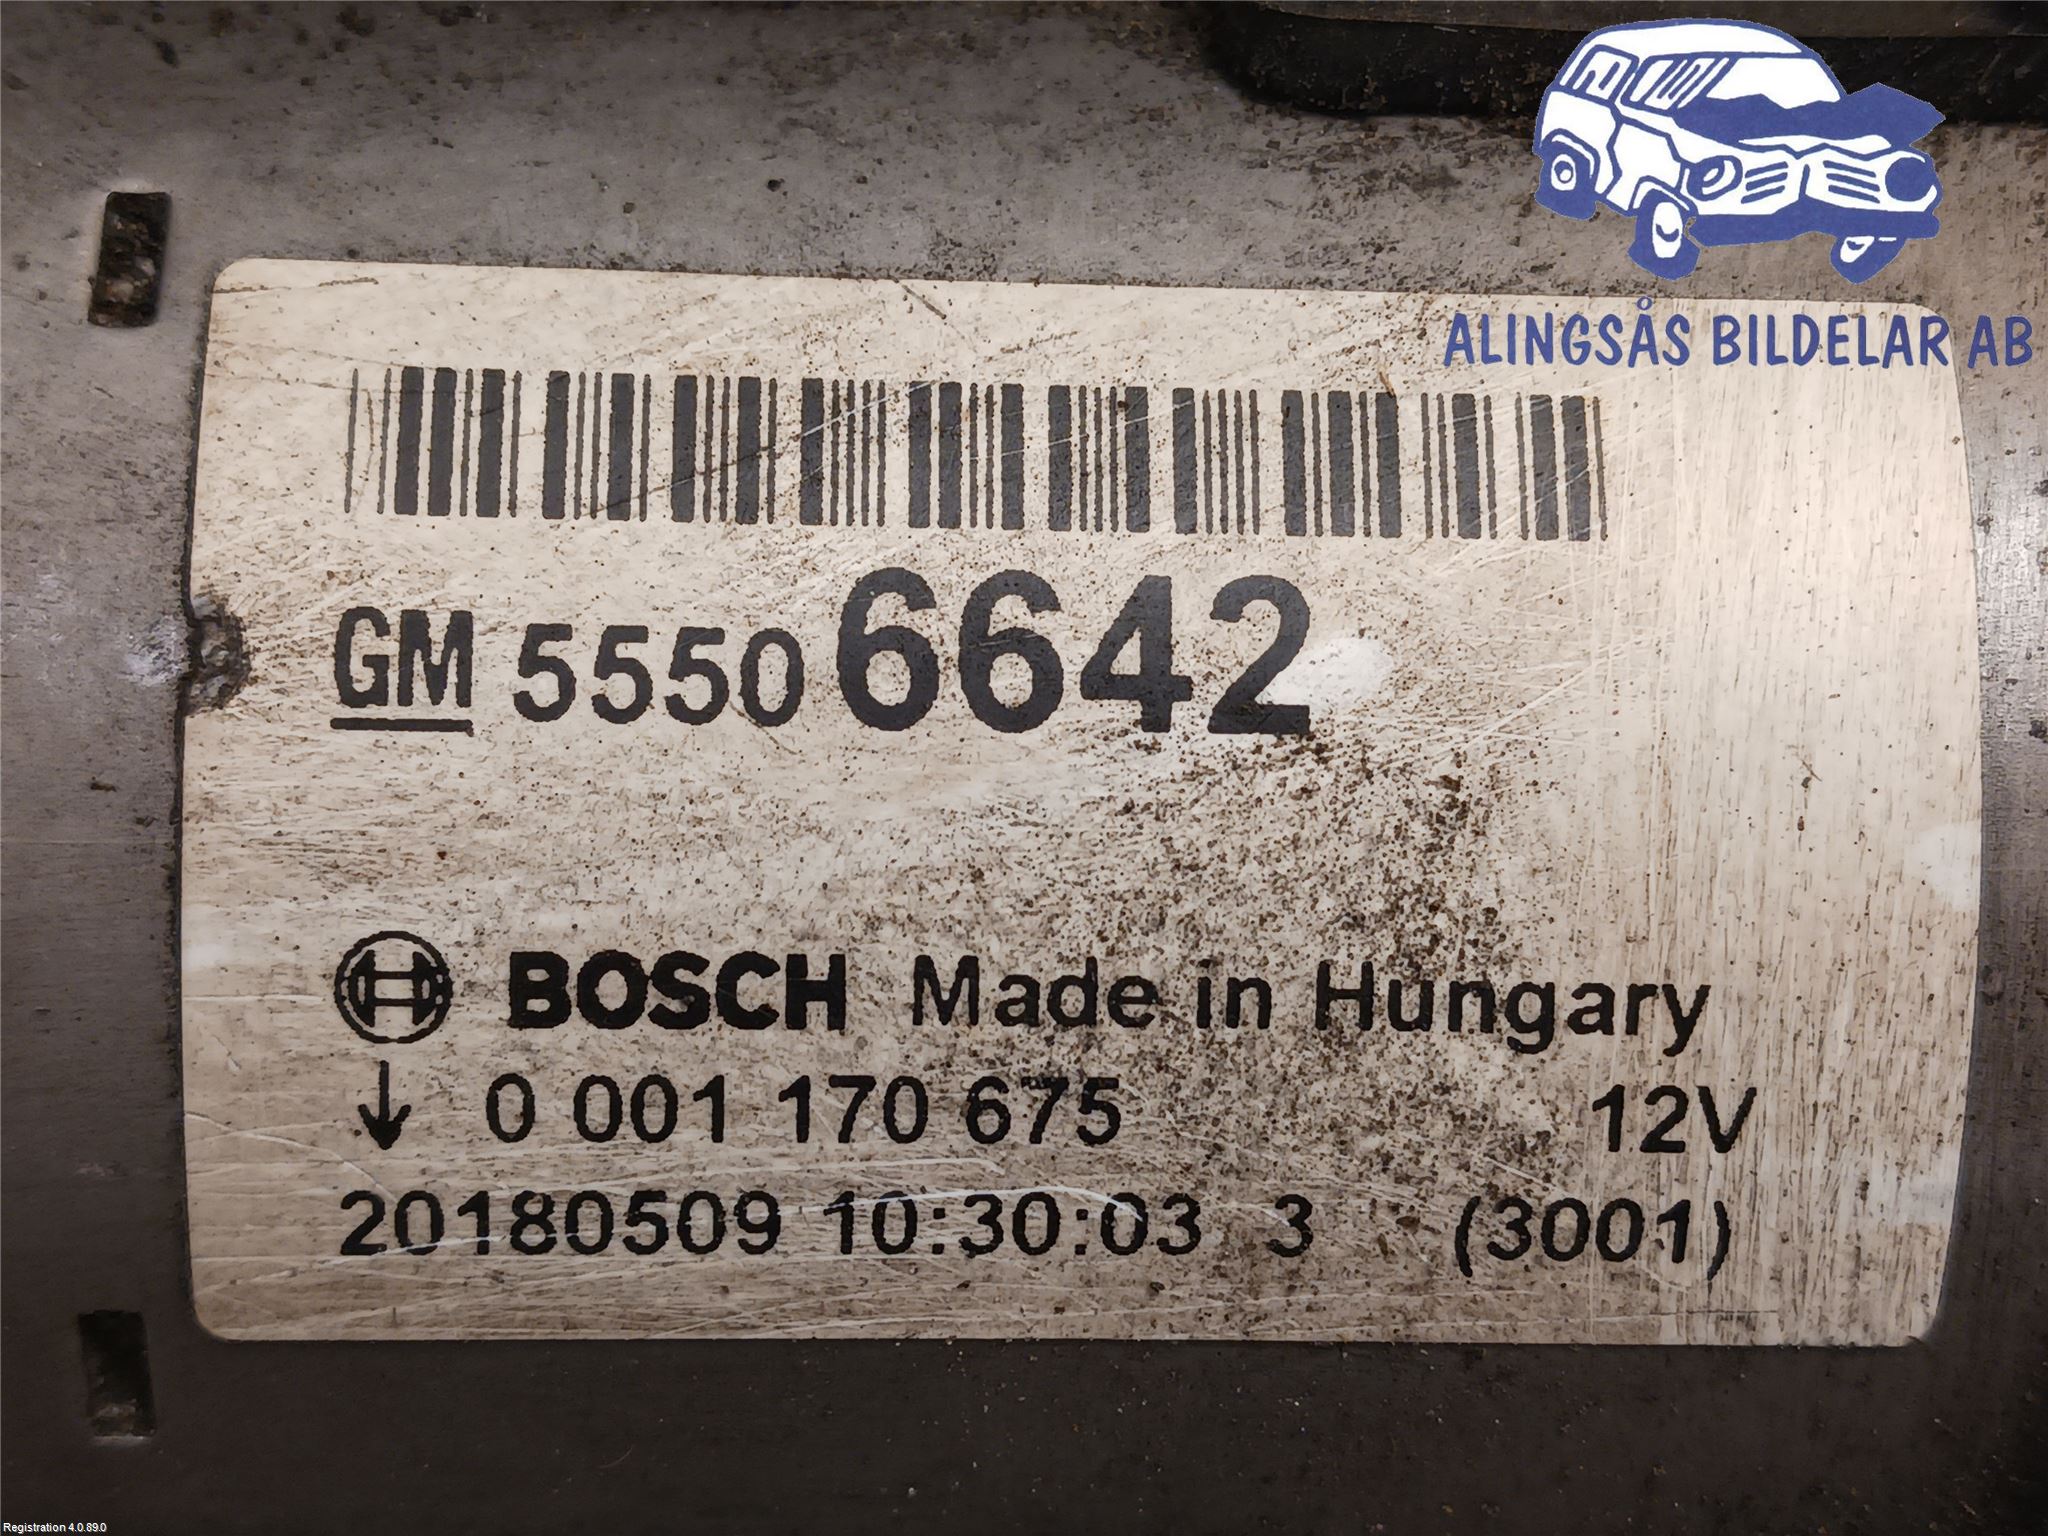 ALINGSÅS BILDELAR AB
GM 55506642
BOSCH Made in Hungary
↓ 0 001 170 675 12V
20180509 10:30:03 3 (3001)
Registration 4.0.89.0